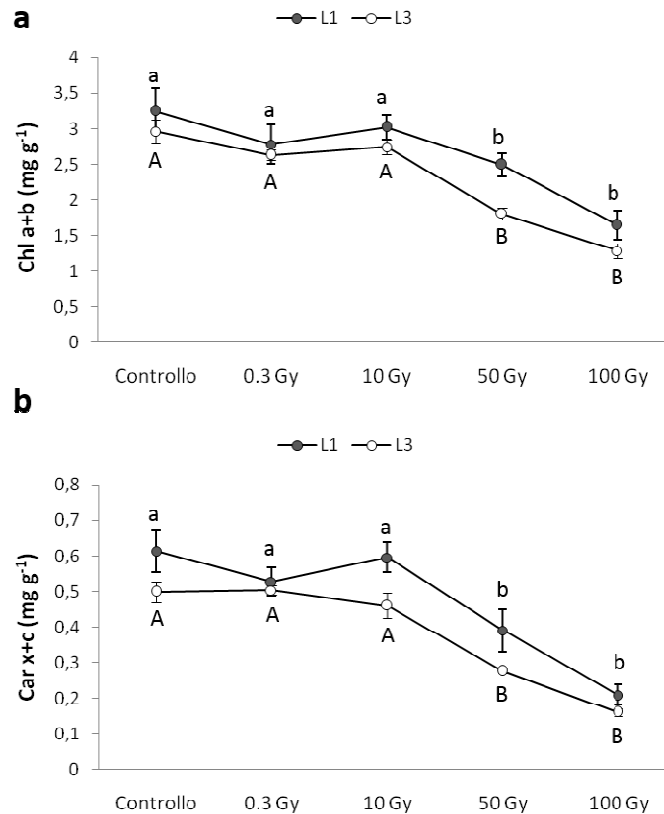 a
L1 L3
4
3,5
3
2,5
2
1,5
1
0,5
0
Chl a+b (mg g-1)
a a a b b
A A A B B
Controllo 0.3 Gy 10 Gy 50 Gy 100 Gy
b
L1 L3
0,8
0,7
0,6
0,5
0,4
0,3
0,2
0,1
0
Car x+c (mg g-1)
a a a b b
A A A B B
Controllo 0.3 Gy 10 Gy 50 Gy 100 Gy